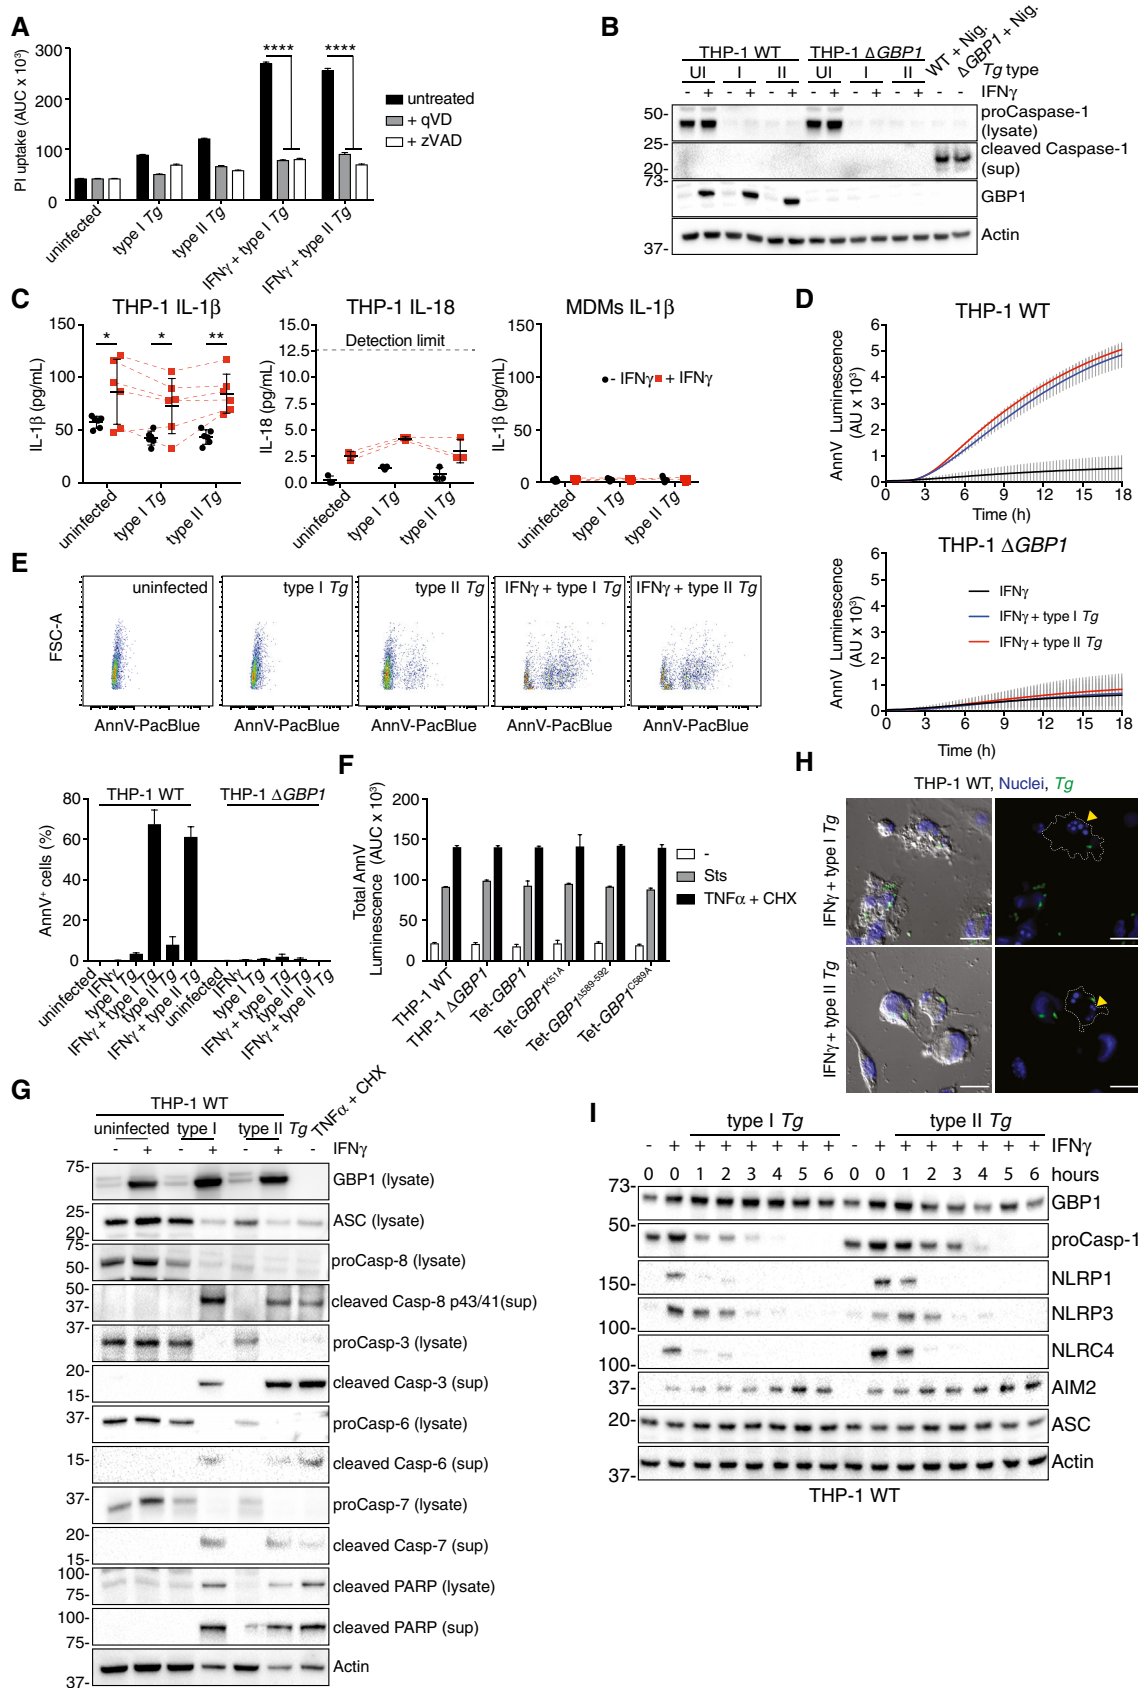 A
PI uptake (AUC x 10³)
300
200
100
0
**** ****
untreated
+ qVD
+ zVAD
uninfected
type I Tg
type II Tg
IFNγ + type I Tg
IFNγ + type II Tg
B
THP-1 WT THP-1 ΔGBP1 WT + Nig. ΔGBP1 + Nig.
UI I II UI I II Tg type
- + - + - + - + - + - + - - IFNγ
50-
37-
proCaspase-1 (lysate)
25-
20-
cleaved Caspase-1 (sup)
73-
GBP1
Actin
37-
C
THP-1 IL-1β
IL-1β (pg/mL)
150
100
50
0
* * **
uninfected
type I Tg
type II Tg
THP-1 IL-18
IL-18 (pg/mL)
15.0
12.5
7.5
5.0
2.5
0.0
Detection limit
uninfected
type I Tg
type II Tg
MDMs IL-1β
IL-1β (pg/mL)
150
100
50
0
- IFNγ + IFNγ
uninfected
type I Tg
type II Tg
D
THP-1 WT
AnnV Luminescence (AU x 10³)
6
5
4
3
2
1
0
0 3 6 9 12 15 18
Time (h)
THP-1 ΔGBP1
AnnV Luminescence (AU x 10³)
6
5
4
3
2
1
0
IFNγ
IFNγ + type I Tg
IFNγ + type II Tg
0 3 6 9 12 15 18
Time (h)
E
FSC-A
uninfected
type I Tg
type II Tg
IFNγ + type I Tg
IFNγ + type II Tg
AnnV-PacBlue AnnV-PacBlue AnnV-PacBlue AnnV-PacBlue AnnV-PacBlue
AnnV⁺ cells (%)
80
60
40
20
0
THP-1 WT THP-1 ΔGBP1
uninfected
IFNγ
type I Tg
IFNγ + type I Tg
type II Tg
IFNγ + type II Tg
uninfected
IFNγ
type I Tg
IFNγ + type I Tg
type II Tg
IFNγ + type II Tg
F
Total AnnV Luminescence (AUC x 10³)
200
150
100
50
0
-
Sts
TNFα + CHX
THP-1 WT
THP-1 ΔGBP1
Tet-GBP1
Tet-GBP1 K51A
Tet-GBP1 Δ589-592
Tet-GBP1 C589A
G
THP-1 WT
uninfected type I type II Tg TNFα + CHX
- + - + - + - IFNγ
75-
GBP1 (lysate)
25-
20-
ASC (lysate)
75-
50-
proCasp-8 (lysate)
50-
37-
cleaved Casp-8 p43/41(sup)
37-
proCasp-3 (lysate)
20-
15-
cleaved Casp-3 (sup)
37-
proCasp-6 (lysate)
15-
cleaved Casp-6 (sup)
37-
proCasp-7 (lysate)
20-
15-
cleaved Casp-7 (sup)
100-
75-
cleaved PARP (lysate)
100-
75-
cleaved PARP (sup)
Actin
37-
H
THP-1 WT, Nuclei, Tg
IFNγ + type I Tg
IFNγ + type II Tg
I
type I Tg type II Tg
- + + + + + + + - + + + + + + + IFNγ
0 0 1 2 3 4 5 6 0 0 1 2 3 4 5 6 hours
73-
GBP1
50-
proCasp-1
150-
NLRP1
100-
NLRP3
100-
NLRC4
37-
AIM2
20-
ASC
Actin
37-
THP-1 WT